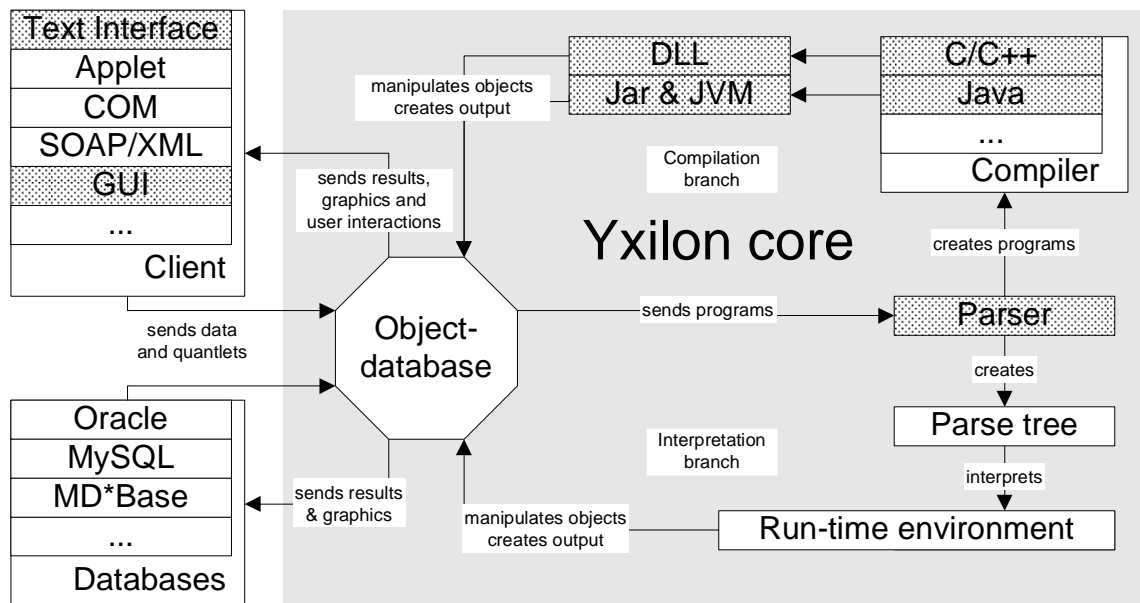 Text Interface
Applet
COM
SOAP/XML
GUI
...
Client
sends data
and quantlets
Oracle
MySQL
MD*Base
...
Databases
manipulates objects
creates output
sends results,
graphics and
user interactions
Object-
database
sends results
& graphics
DLL
Jar & JVM
C/C++
Java
...
Compiler
Compilation
branch
Yxilon core
creates programs
sends programs
Parser
creates
Parse tree
Interpretation
branch
interprets
manipulates objects
creates output
Run-time environment